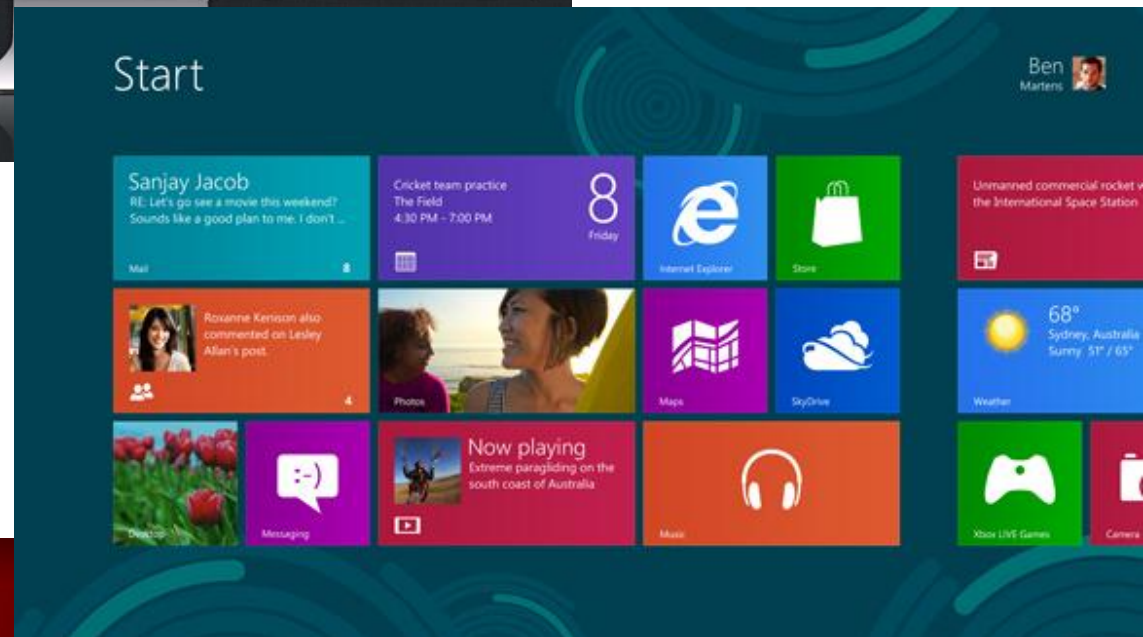 Start
Ben
Martens
Sanjay Jacob
RE: Let's go see a movie this weekend?
Sounds like a good plan to me. I don't ...
Mail
8
Cricket team practice
The Field
4:30 PM - 7:00 PM
8
Friday
Internet Explorer
Store
Unmanned commercial rocket
the International Space Station
Roxanne Kenison also
commented on Lesley
Allan's post.
4
Photos
Maps
SkyDrive
68°
Sydney, Australia
Sunny 51° / 65°
Weather
Desktop
:-)
Messaging
Now playing
Extreme paragliding on the
south coast of Australia
Music
Xbox LIVE Games
Camera